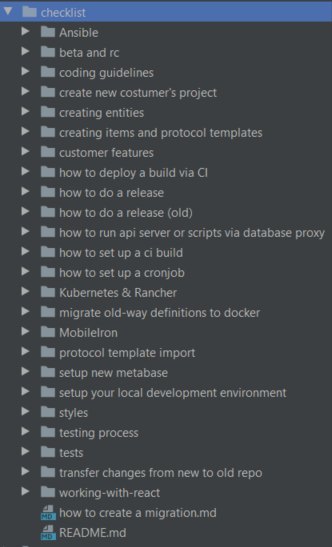 checklist
Ansible
beta and rc
coding guidelines
create new costumer's project
creating entities
creating items and protocol templates
customer features
how to deploy a build via CI
how to do a release
how to do a release (old)
how to run api server or scripts via database proxy
how to set up a ci build
how to set up a cronjob
Kubernetes & Rancher
migrate old-way definitions to docker
MobileIron
protocol template import
setup new metabase
setup your local development environment
styles
testing process
tests
transfer changes from new to old repo
working-with-react
MD how to create a migration.md
MD README.md